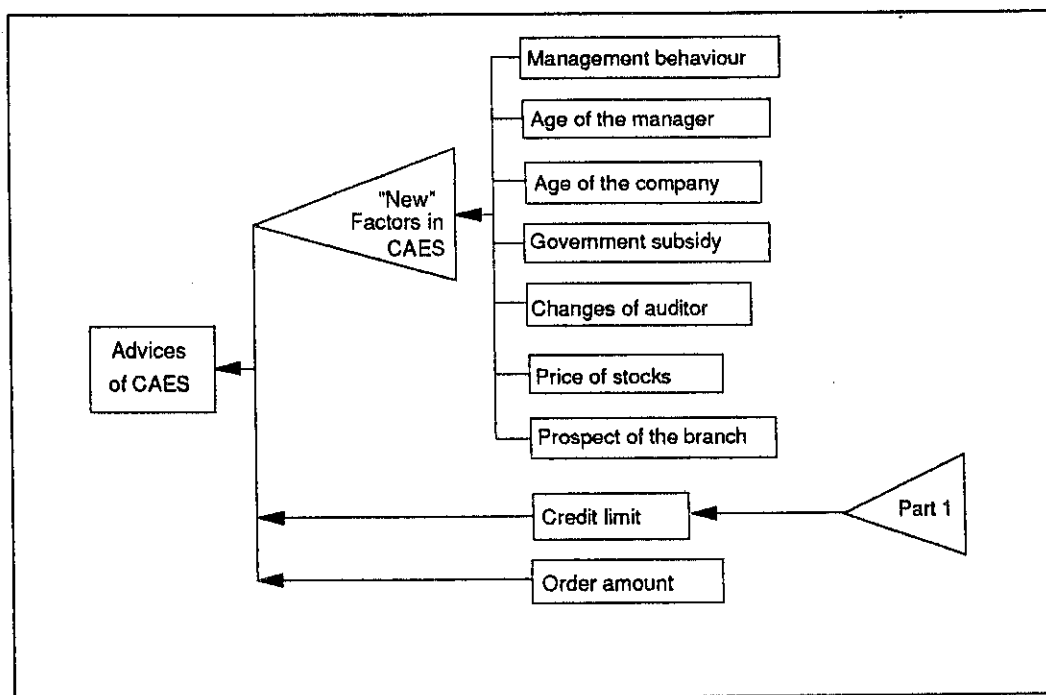 Management behaviour
Age of the manager
Age of the company
"New"
Factors in
CAES
Government subsidy
Changes of auditor
Advices
of CAES
Price of stocks
Prospect of the branch
Credit limit
Part 1
Order amount